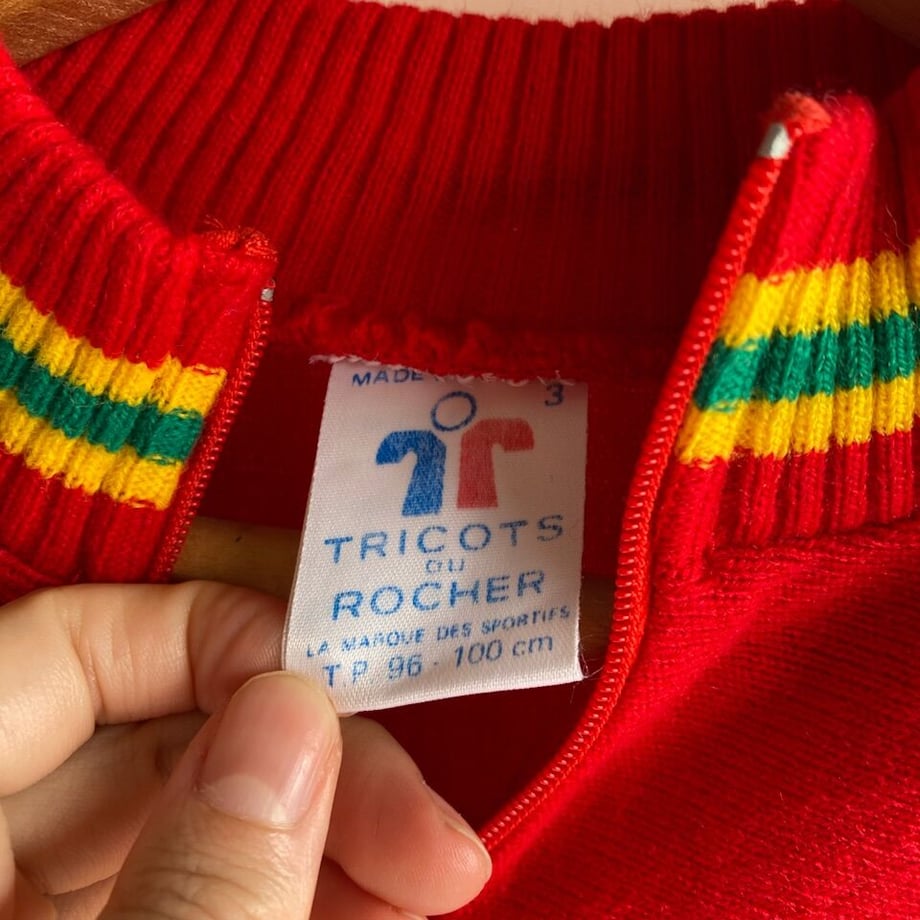 MADE
3
TRICOTS
DU
ROCHER
LA MARQUE DES SPORTIFS
T P 96 - 100 cm